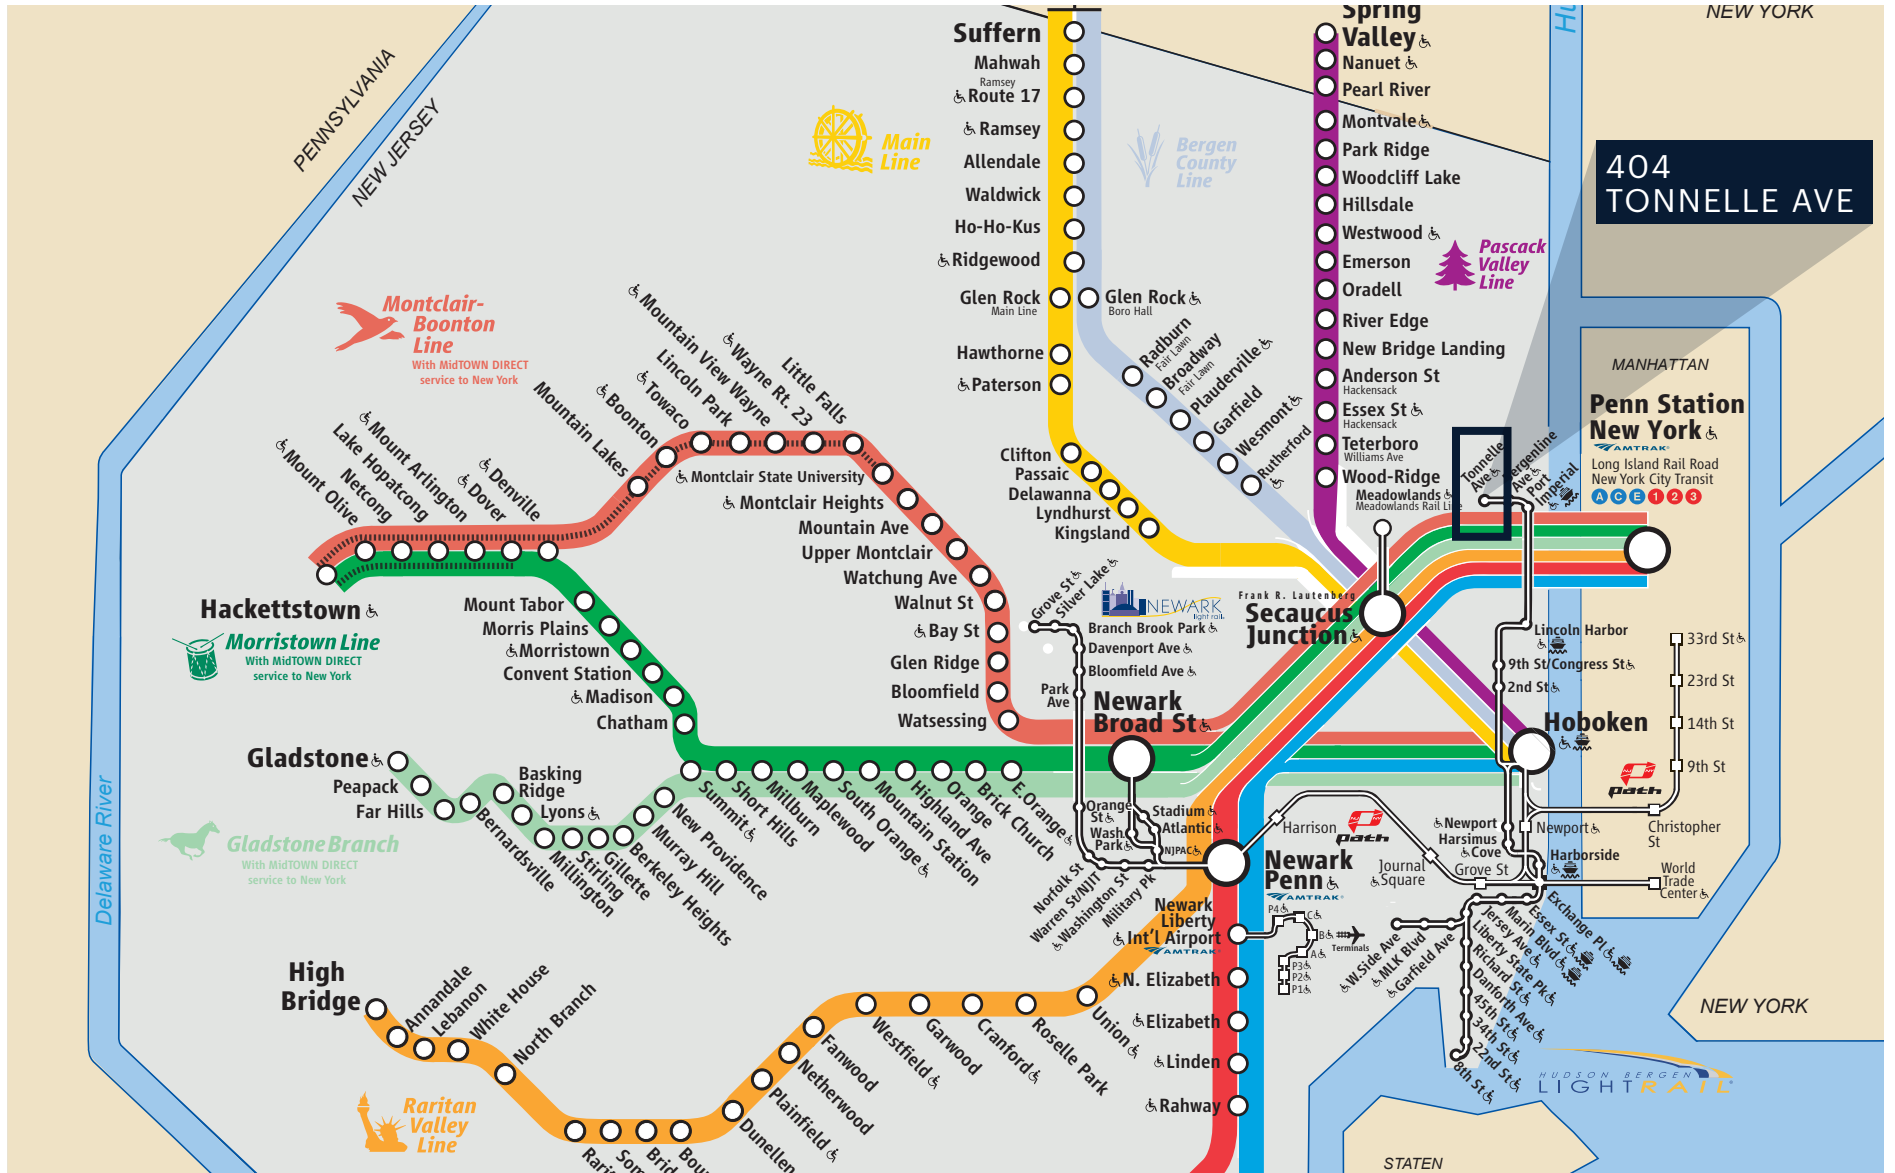 PENNSYLVANIA
NEW JERSEY
Delaware River
NEW YORK
Suffern
Mahwah
Ramsey
Route 17
Ramsey
Allendale
Waldwick
Ho-Ho-Kus
Ridgewood
Glen Rock
Main Line
Hawthorne
Paterson
Clifton
Passaic
Delawanna
Lyndhurst
Kingsland
Main
Line
Bergen
County
Line
Glen Rock
Boro Hall
Radburn
Fair Lawn
Broadway
Fair Lawn
Plauderville
Garfield
Wesmont
Rutherford
Spring
Valley
Nanuet
Pearl River
Montvale
Park Ridge
Woodcliff Lake
Hillsdale
Westwood
Emerson
Oradell
River Edge
New Bridge Landing
Anderson St
Hackensack
Essex St
Hackensack
Teterboro
Williams Ave
Wood-Ridge
Meadowlands
Meadowlands Rail Line
Pascack
Valley
Line
404
TONNELLE AVE
MANHATTAN
Penn Station
New York
AMTRAK
Long Island Rail Road
New York City Transit
A C E 1 2 3
Tonnelle
Ave
Bergenline
Ave
Port
Imperial
Montclair-
Boonton
Line
With MidTOWN DIRECT
service to New York
Mount Olive
Netcong
Lake Hopatcong
Mount Arlington
Dover
Denville
Mountain Lakes
Boonton
Towaco
Lincoln Park
Mountain View Wayne
Wayne Rt. 23
Little Falls
Montclair State University
Montclair Heights
Mountain Ave
Upper Montclair
Watchung Ave
Walnut St
Bay St
Glen Ridge
Bloomfield
Watsessing
Hackettstown
Morristown Line
With MidTOWN DIRECT
service to New York
Mount Tabor
Morris Plains
Morristown
Convent Station
Madison
Chatham
Summit
Short Hills
Millburn
Maplewood
South Orange
Mountain Station
Highland Ave
Orange
Brick Church
E.Orange
Gladstone
Peapack
Far Hills
Bernardsville
Basking
Ridge
Lyons
Millington
Stirling
Gillette
Berkeley Heights
Murray Hill
New Providence
Gladstone Branch
With MidTOWN DIRECT
service to New York
Grove St
Silver Lake
NEWARK
light rail
Branch Brook Park
Davenport Ave
Bloomfield Ave
Park
Ave
Newark
Broad St
Orange
St
Wash.
Park
Stadium
Atlantic
NJPAC
Norfolk St
Warren St/NJIT
Washington St
Military Pk
Frank R. Lautenberg
Secaucus
Junction
Lincoln Harbor
9th St/Congress St
2nd St
Hoboken
33rd St
23rd St
14th St
9th St
path
Christopher
St
World
Trade
Center
Harrison
path
Journal
Square
Grove St
Newport
Newport
Harsimus
Cove
Harborside
Exchange Pl
Essex St
Marin Blvd
Jersey Ave
Liberty State Pk
Richard St
Danforth Ave
45th St
34th St
22nd St
8th St
W.Side Ave
MLK Blvd
Garfield Ave
Newark
Penn
AMTRAK
Newark
Liberty
Int'l Airport
AMTRAK
P4
C
B
A
P3
P2
P1
Terminals
N. Elizabeth
Elizabeth
Linden
Rahway
High
Bridge
Annandale
Lebanon
White House
North Branch
Raritan
Valley
Line
Dunellen
Plainfield
Netherwood
Fanwood
Westfield
Garwood
Cranford
Roselle Park
Union
NEW YORK
HUDSON BERGEN
LIGHTRAIL
STATEN